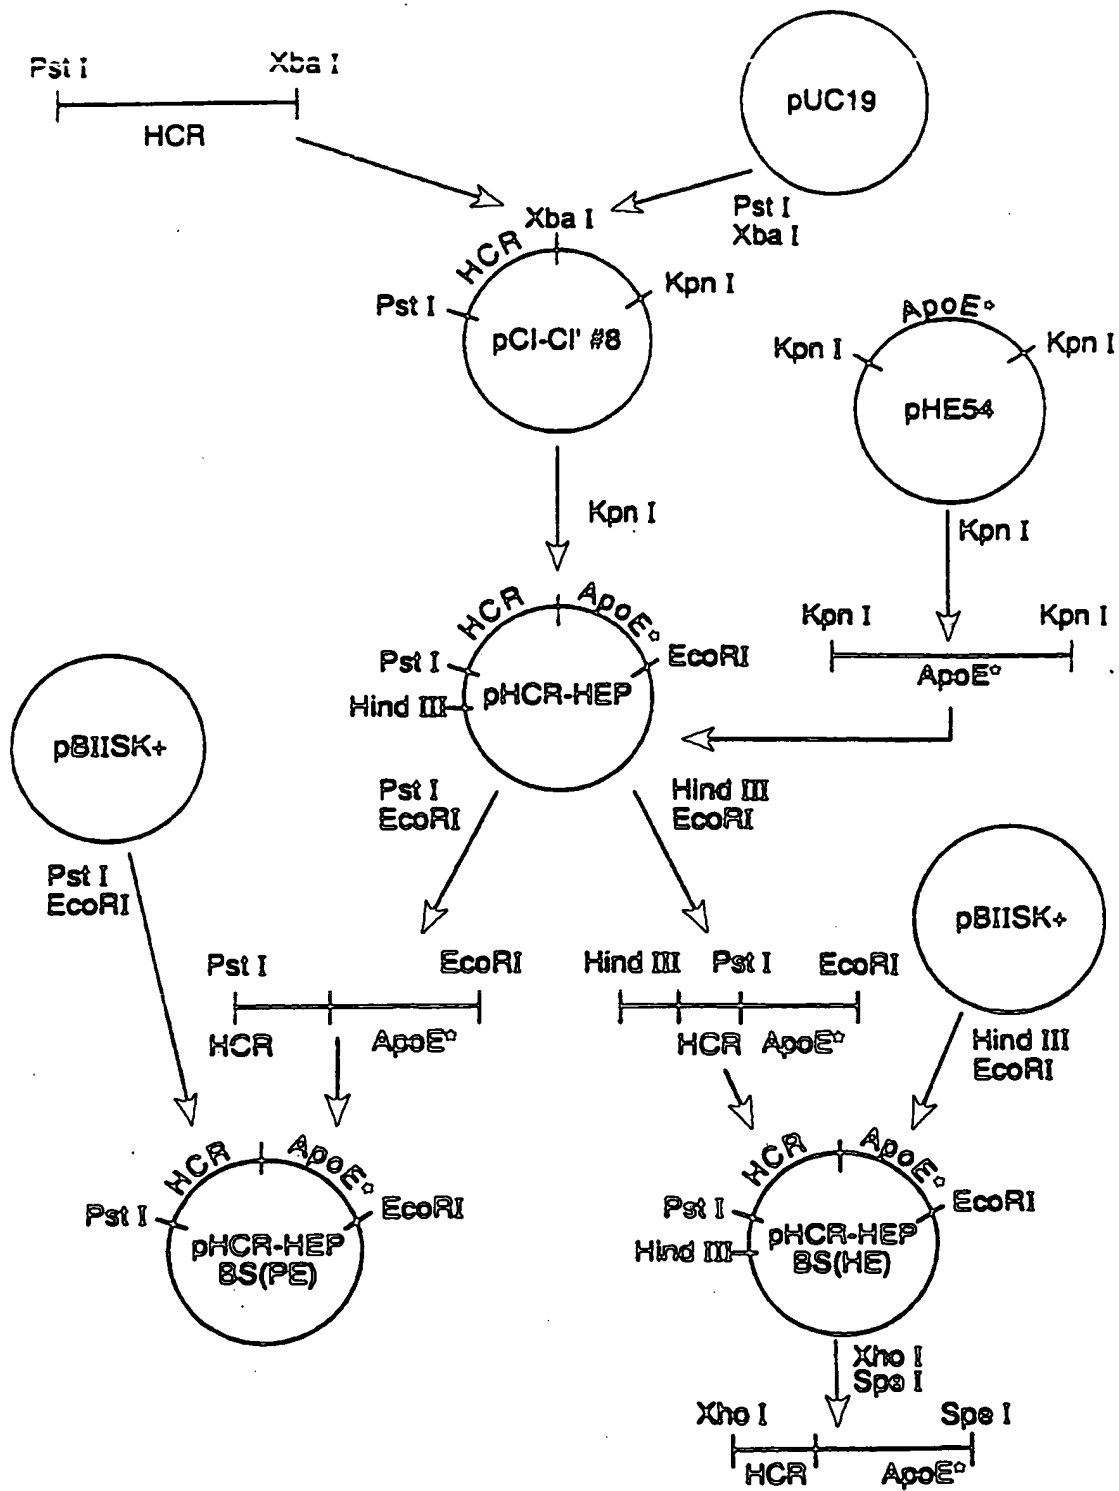 Pst I
Xba I
HCR
pUC19
Pst I
Xba I
Xba I
HCR
Pst I
Kpn I
pCI-CI' #8
ApoE☆
Kpn I
Kpn I
pHE54
Kpn I
Kpn I
Kpn I
Kpn I
ApoE☆
HCR
ApoE☆
Pst I
EcoRI
Hind III
pHCR-HEP
pBIISK+
Pst I
EcoRI
Hind III
EcoRI
Pst I
EcoRI
pBIISK+
Pst I
EcoRI
HCR
ApoE☆
Hind III
Pst I
EcoRI
HCR
ApoE☆
Hind III
EcoRI
HCR
ApoE☆
Pst I
EcoRI
pHCR-HEP
BS(PE)
HCR
ApoE☆
Pst I
EcoRI
Hind III
pHCR-HEP
BS(HE)
Xho I
Spe I
Xho I
Spe I
HCR
ApoE☆